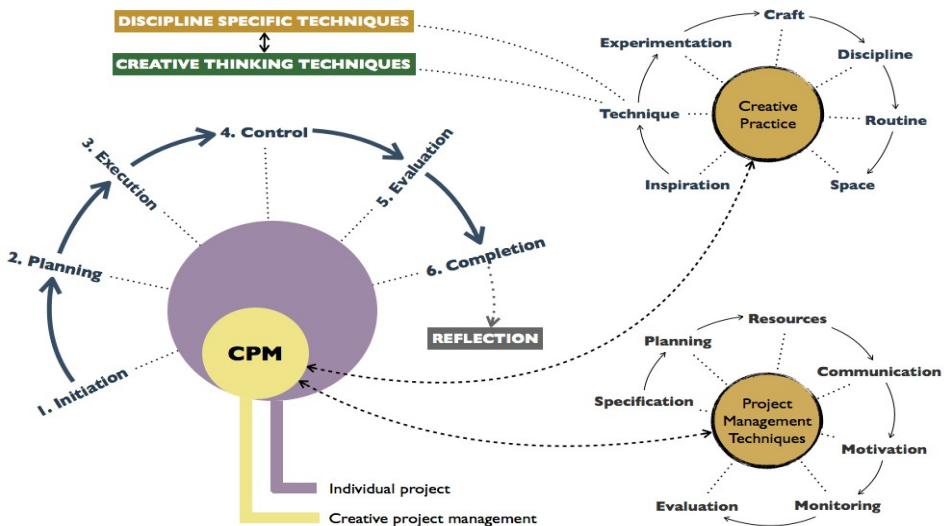 DISCIPLINE SPECIFIC TECHNIQUES
CREATIVE THINKING TECHNIQUES
Craft
Experimentation
Discipline
Technique
Creative
Practice
Routine
Inspiration
Space
4. Control
3. Execution
5. Evaluation
2. Planning
6. Completion
1. Initiation
CPM
REFLECTION
Resources
Planning
Communication
Specification
Project
Management
Techniques
Motivation
Evaluation
Monitoring
Individual project
Creative project management